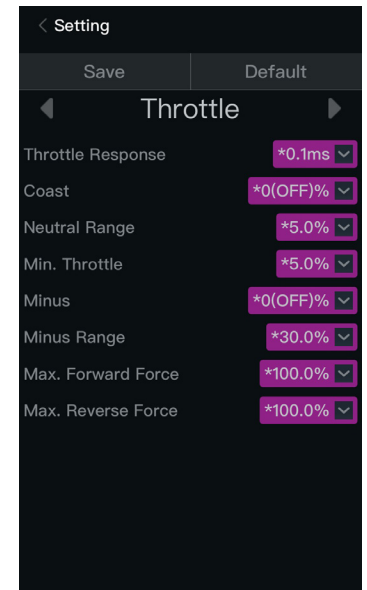 Setting
Save Default
Throttle
Throttle Response *0.1ms
Coast *0(OFF)%
Neutral Range *5.0%
Min. Throttle *5.0%
Minus *0(OFF)%
Minus Range *30.0%
Max. Forward Force *100.0%
Max. Reverse Force *100.0%